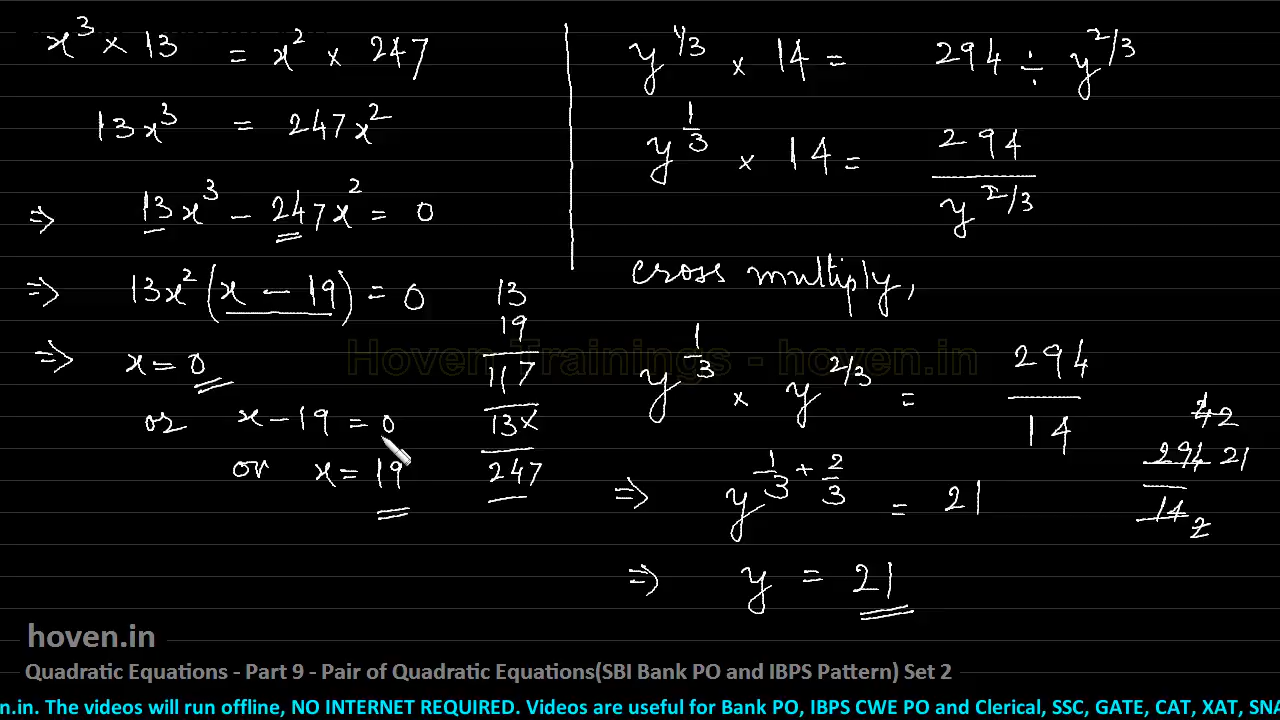 x³ × 13 = x² × 247
13x³ = 247x²
⇒ 13x³ − 247x² = 0
⇒ 13x² (x − 19) = 0
⇒ x = 0
or x − 19 = 0
or x = 19
13
19
117
13×
247
y^1/3 × 14 = 294 ÷ y^2/3
y^1/3 × 14 = 294/y^2/3
cross multiply,
y^1/3 × y^2/3 = 294/14
⇒ y^1/3 + 2/3 = 21
⇒ y = 21
42
294 21
14 2
Hoven Trainings - hoven.in
hoven.in
Quadratic Equations - Part 9 - Pair of Quadratic Equations(SBI Bank PO and IBPS Pattern) Set 2
n.in. The videos will run offline, NO INTERNET REQUIRED. Videos are useful for Bank PO, IBPS CWE PO and Clerical, SSC, GATE, CAT, XAT, SNA